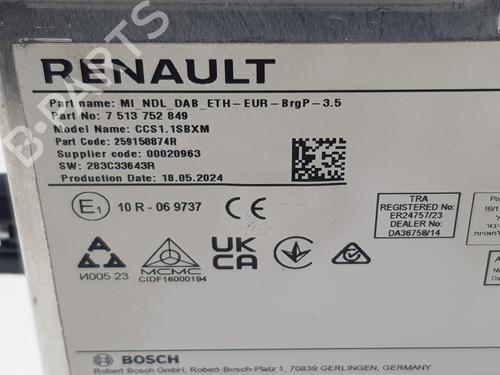 RENAULT
Part name: MI_NDL_DAB_ETH-EUR-BrgP-3.5
Part No: 7 513 752 849
Model Name: CCS1.1SBXM
Part Code: 259158874R
Supplier code: 00020963
SW: 283C33643R
Production Date: 18.05.2024
E1 10 R - 06 9737 CE
TRA
REGISTERED No:
ER24757/23
DEALER No:
DA36758/14
И005 23
MCMC
CIDF16000194
UK
CA
BOSCH
Robert Bosch GmbH, Robert-Bosch-Platz 1, 70839 GERLINGEN, GERMANY